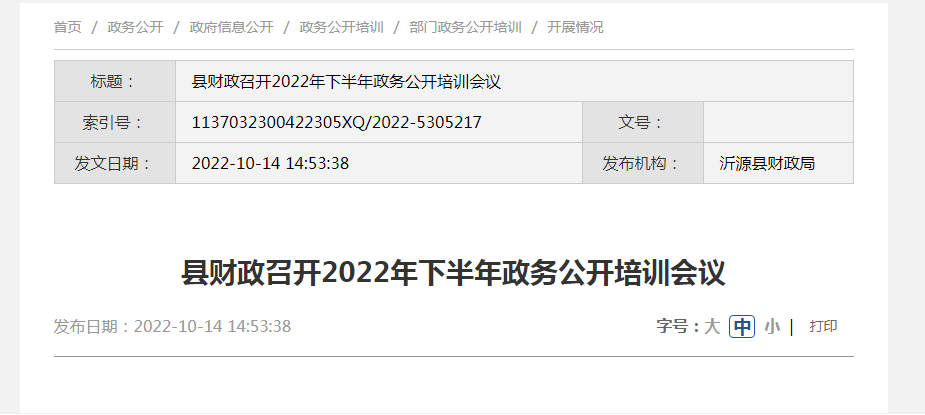 首页 / 政务公开 / 政府信息公开 / 政务公开培训 / 部门政务公开培训 / 开展情况
标题： 县财政召开2022年下半年政务公开培训会议
索引号： 1137032300422305XQ/2022-5305217 文号：
发文日期： 2022-10-14 14:53:38 发布机构： 沂源县财政局
县财政召开2022年下半年政务公开培训会议
发布日期：2022-10-14 14:53:38 字号：大 中 小 | 打印